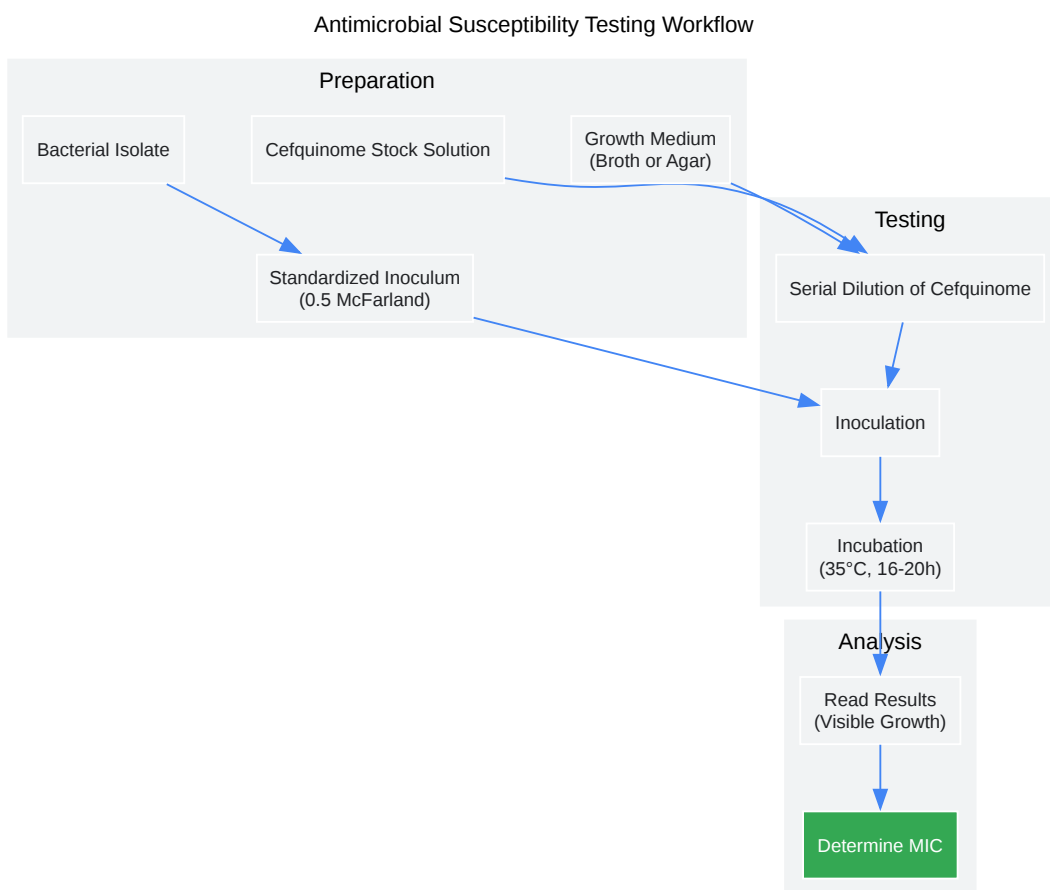 Antimicrobial Susceptibility Testing Workflow
Preparation
Bacterial Isolate
Cefquinome Stock Solution
Growth Medium
(Broth or Agar)
Standardized Inoculum
(0.5 McFarland)
Testing
Serial Dilution of Cefquinome
Inoculation
Incubation
(35°C, 16-20h)
Analysis
Read Results
(Visible Growth)
Determine MIC